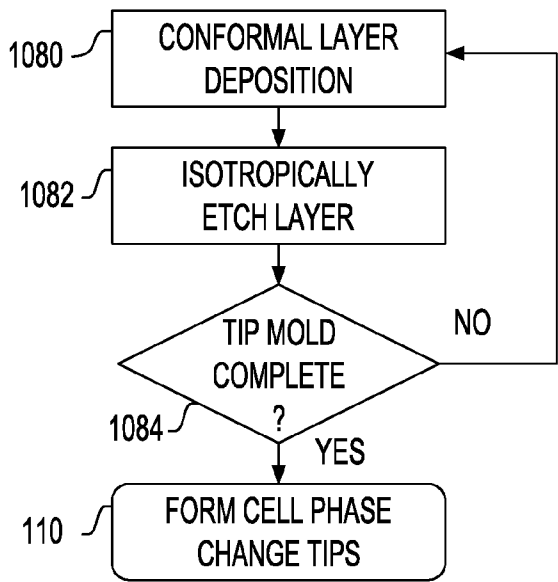 1080
CONFORMAL LAYER
DEPOSITION
1082
ISOTROPICALLY
ETCH LAYER
NO
TIP MOLD
COMPLETE
?
1084
YES
110
FORM CELL PHASE
CHANGE TIPS